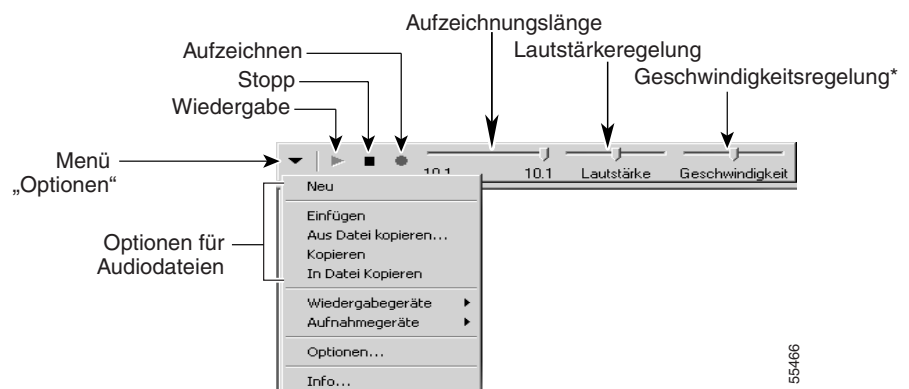 Aufzeichnungslänge
Lautstärkeregelung
Geschwindigkeitsregelung*
Aufzeichnen
Stopp
Wiedergabe
Menü
„Optionen“
10.1 10.1 Lautstärke Geschwindigkeit
Neu
Einfügen
Aus Datei kopieren...
Kopieren
In Datei Kopieren
Optionen für
Audiodateien
Wiedergabegeräte
Aufnahmegeräte
Optionen...
Info...
55466